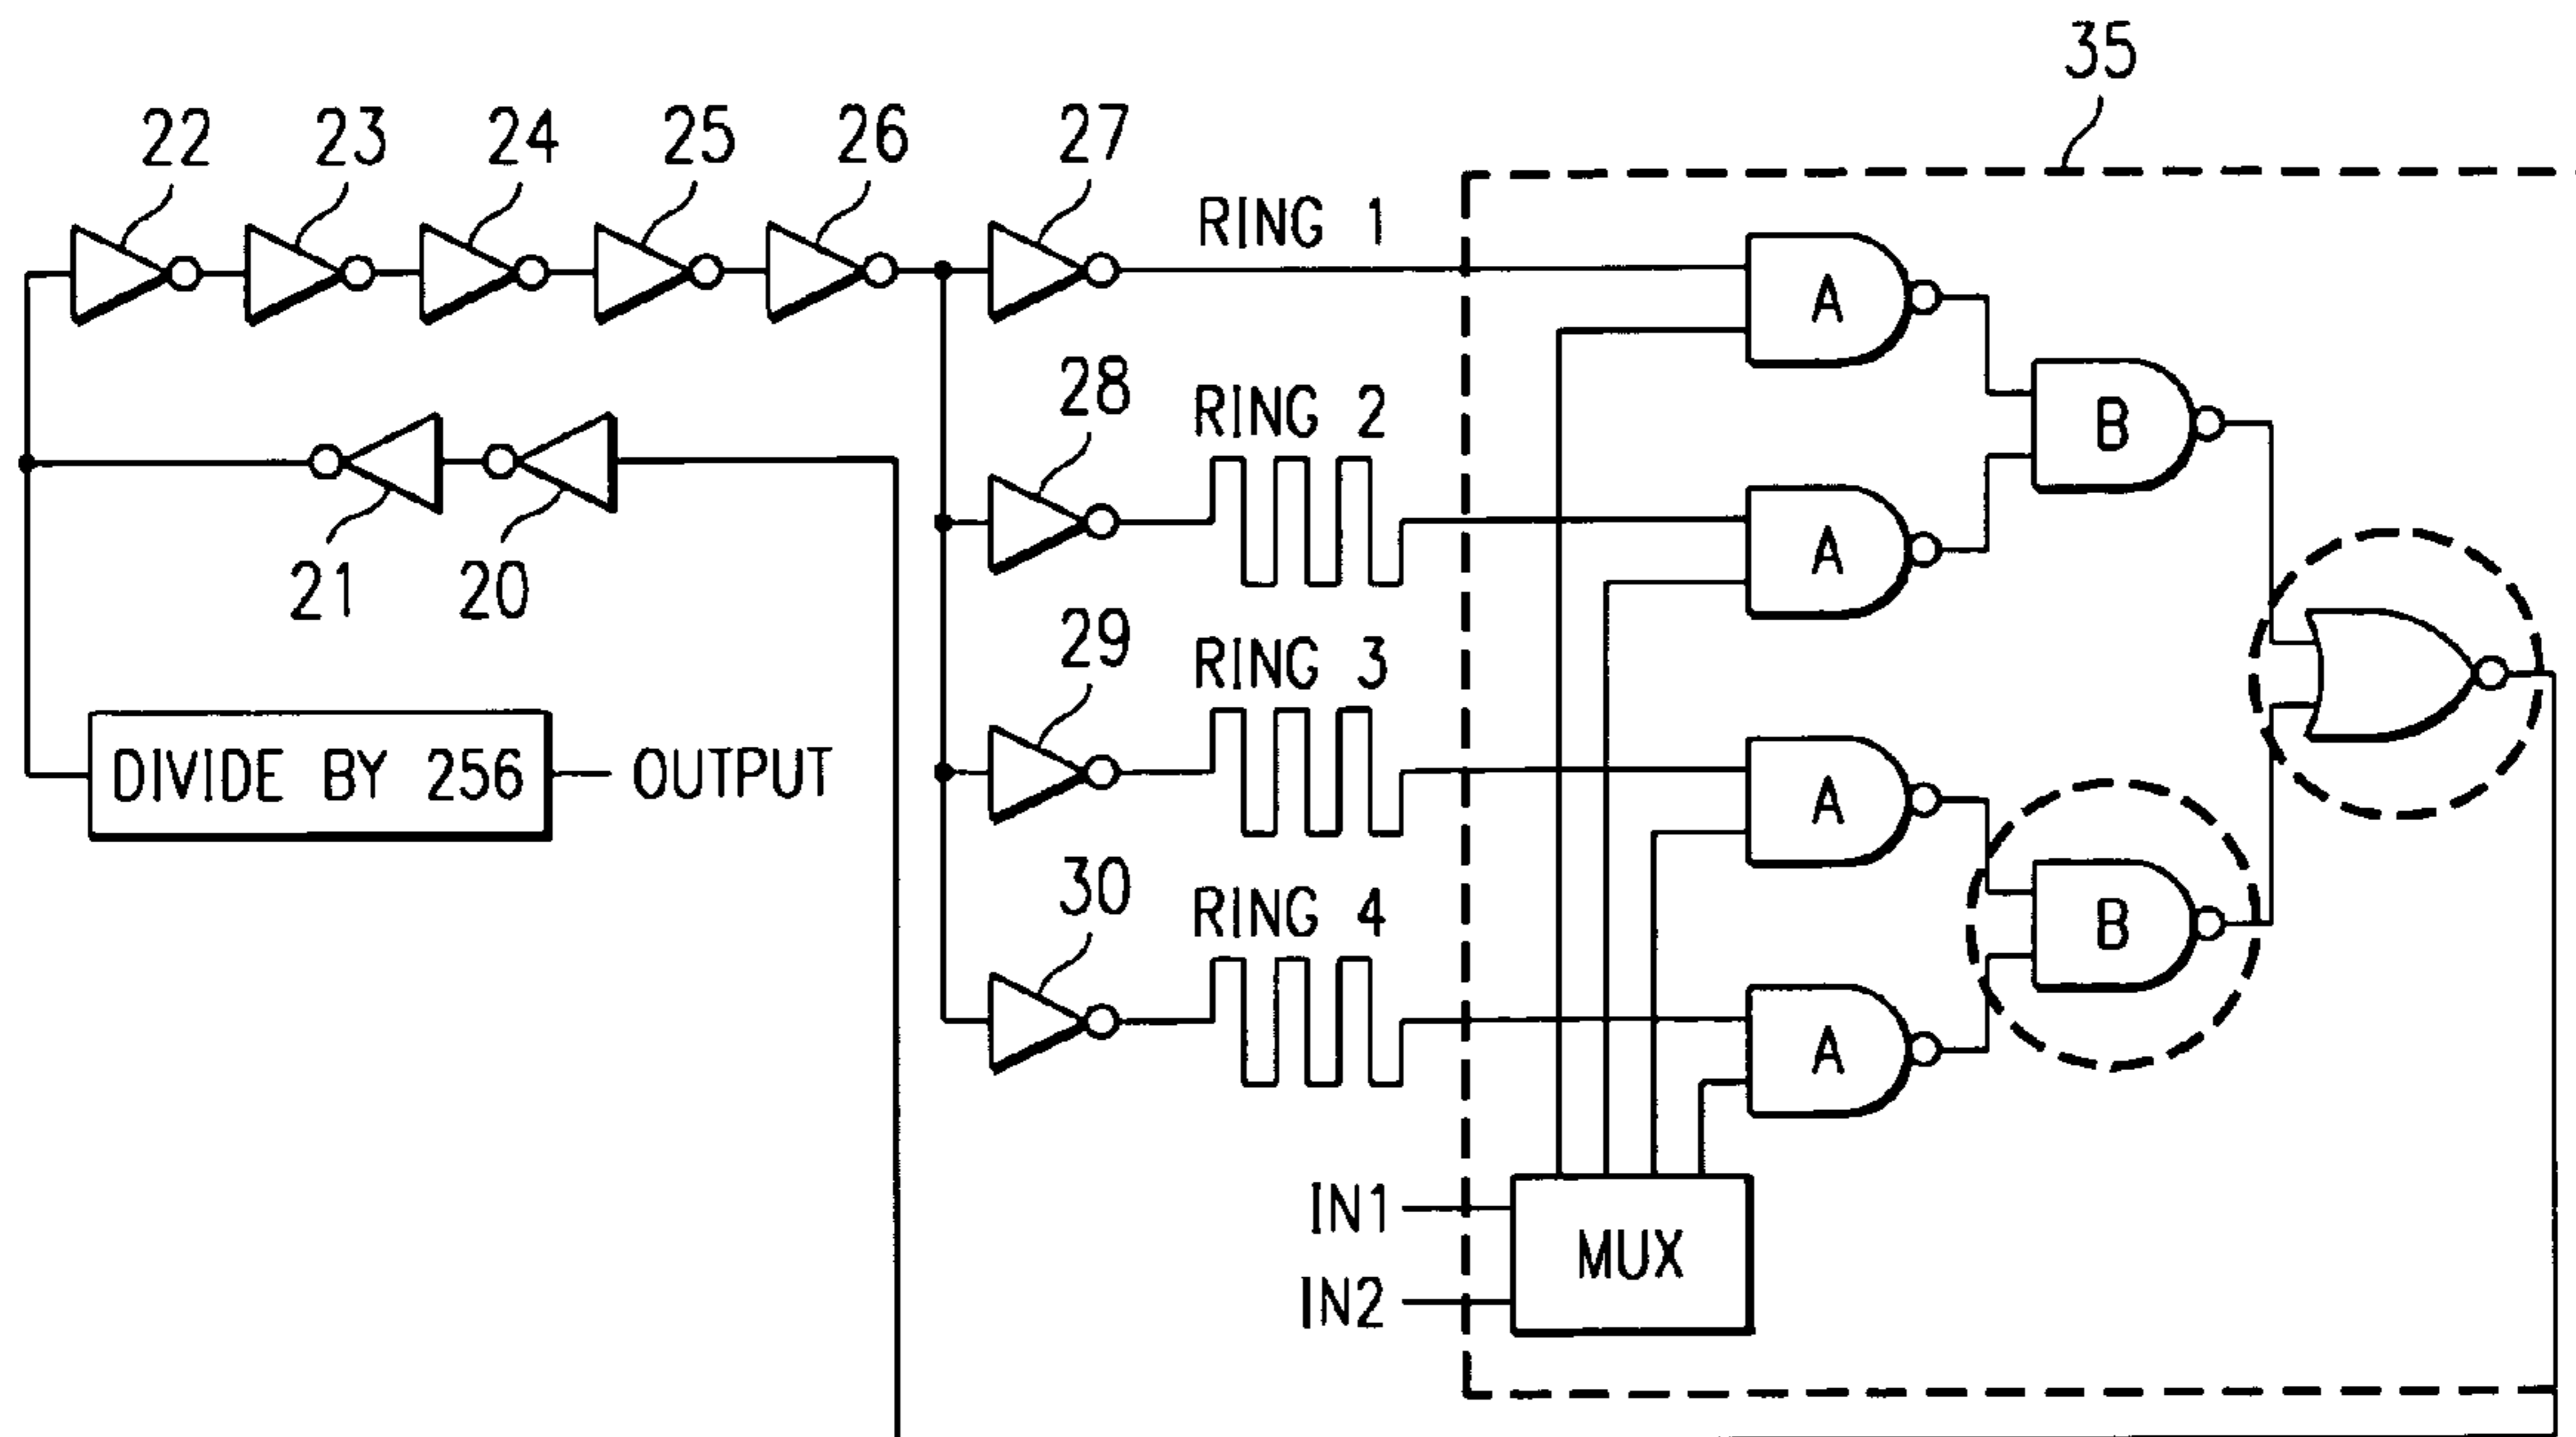 35
22 23 24 25 26 27
RING 1
A
28
RING 2
B
A
21 20
29
RING 3
DIVIDE BY 256 OUTPUT
A
30
RING 4
B
A
IN1
MUX
IN2